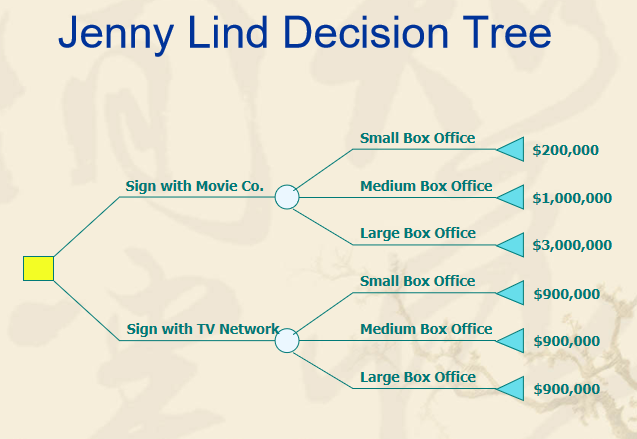 Jenny Lind Decision Tree
Small Box Office
$200,000
Sign with Movie Co.
Medium Box Office
$1,000,000
Large Box Office
$3,000,000
Small Box Office
$900,000
Sign with TV Network
Medium Box Office
$900,000
Large Box Office
$900,000